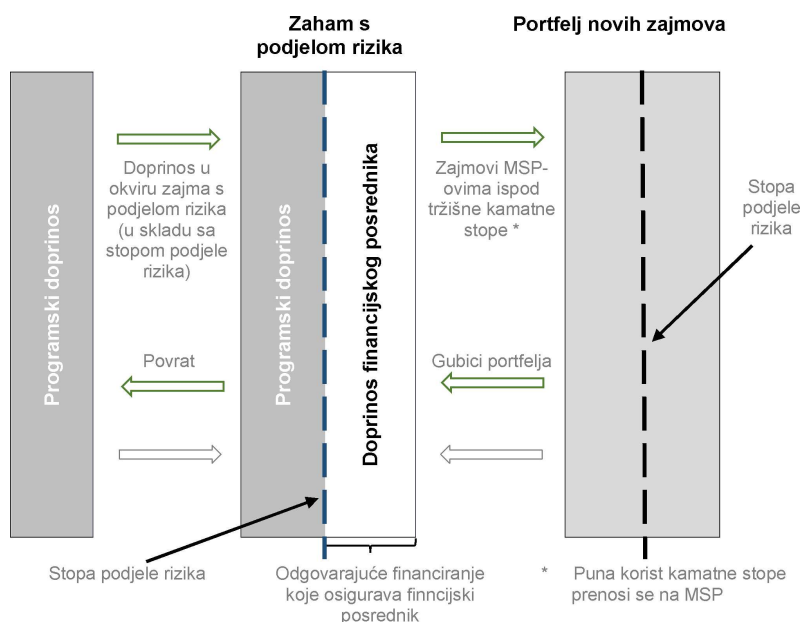 Zaham s
podjelom rizika
Portfelj novih zajmova
Programski doprinos
Doprinos u
okviru zajma s
podjelom rizika
(u skladu sa
stopom podjele
rizika)
Povrat
Programski doprinos
Doprinos financijskog posrednika
Zajmovi MSP-
ovima ispod
tržišne kamatne
stope *
Gubici portfelja
Stopa
podjele
rizika
Stopa podjele rizika
Odgovarajuće financiranje
koje osigurava finncijski
posrednik
* Puna korist kamatne stope
prenosi se na MSP